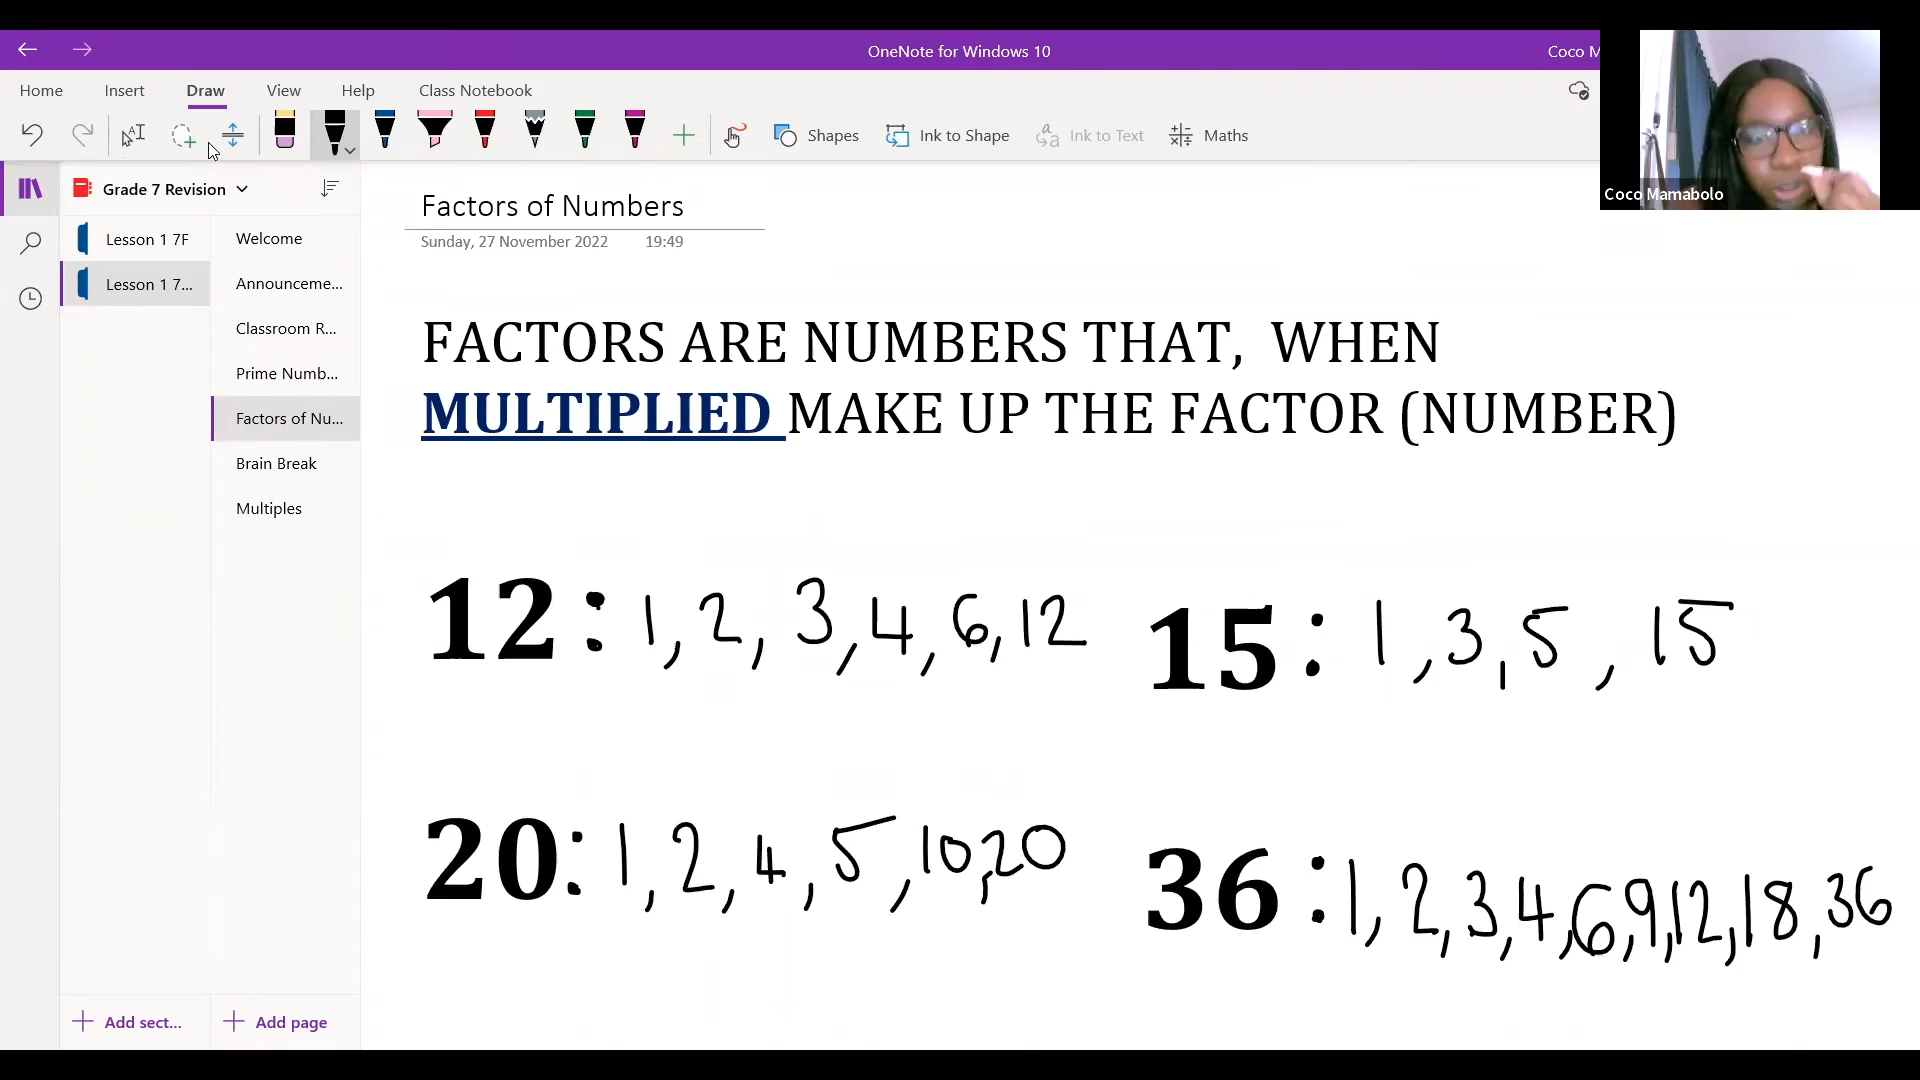 OneNote for Windows 10
Coco M
Home Insert Draw View Help Class Notebook
Shapes Ink to Shape Ink to Text Maths
Coco Mamabolo
Grade 7 Revision
Lesson 1 7F
Lesson 1 7...
Welcome
Announceme...
Classroom R...
Prime Numb...
Factors of Nu...
Brain Break
Multiples
Add sect...
Add page
Factors of Numbers
Sunday, 27 November 2022 19:49
FACTORS ARE NUMBERS THAT, WHEN
MULTIPLIED MAKE UP THE FACTOR (NUMBER)
12: 1, 2, 3, 4, 6, 12
15: 1, 3, 5, 15
20: 1, 2, 4, 5, 10, 20
36: 1, 2, 3, 4, 6, 9, 12, 18, 36